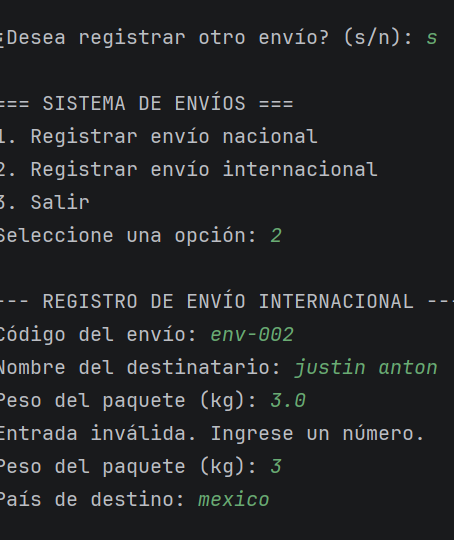 ¿Desea registrar otro envío? (s/n): s
=== SISTEMA DE ENVÍOS ===
1. Registrar envío nacional
2. Registrar envío internacional
3. Salir
Seleccione una opción: 2
--- REGISTRO DE ENVÍO INTERNACIONAL ---
Código del envío: env-002
Nombre del destinatario: justin anton
Peso del paquete (kg): 3.0
Entrada inválida. Ingrese un número.
Peso del paquete (kg): 3
País de destino: mexico